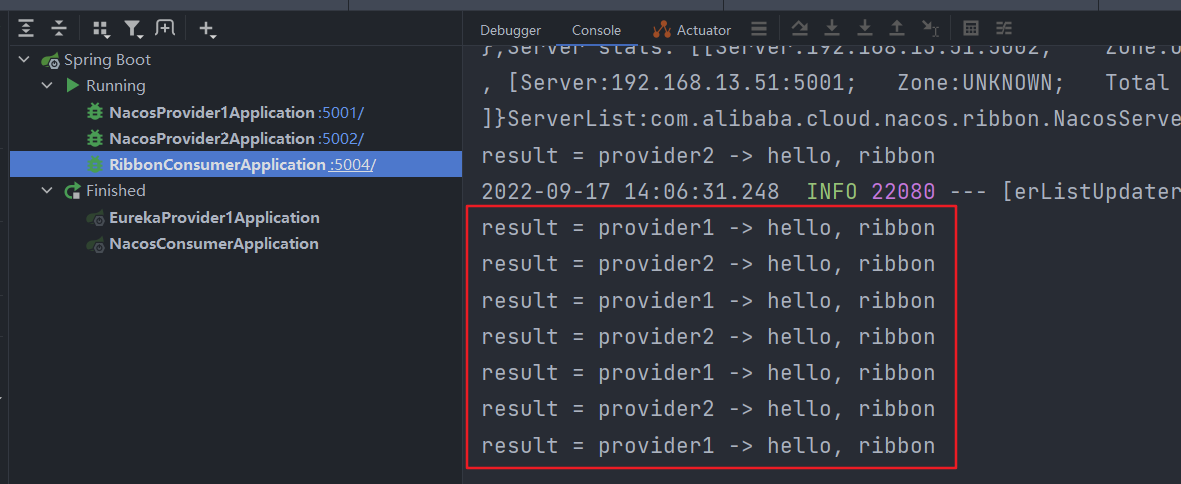 Spring Boot
Running
NacosProvider1Application :5001/
NacosProvider2Application :5002/
RibbonConsumerApplication :5004/
Finished
EurekaProvider1Application
NacosConsumerApplication
Debugger Console Actuator
},Server stats: [[Server:192.168.13.51:5002; Zone:U
, [Server:192.168.13.51:5001; Zone:UNKNOWN; Total
]}ServerList:com.alibaba.cloud.nacos.ribbon.NacosServe
result = provider2 -> hello, ribbon
2022-09-17 14:06:31.248 INFO 22080 --- [erListUpdater
result = provider1 -> hello, ribbon
result = provider2 -> hello, ribbon
result = provider1 -> hello, ribbon
result = provider2 -> hello, ribbon
result = provider1 -> hello, ribbon
result = provider2 -> hello, ribbon
result = provider1 -> hello, ribbon